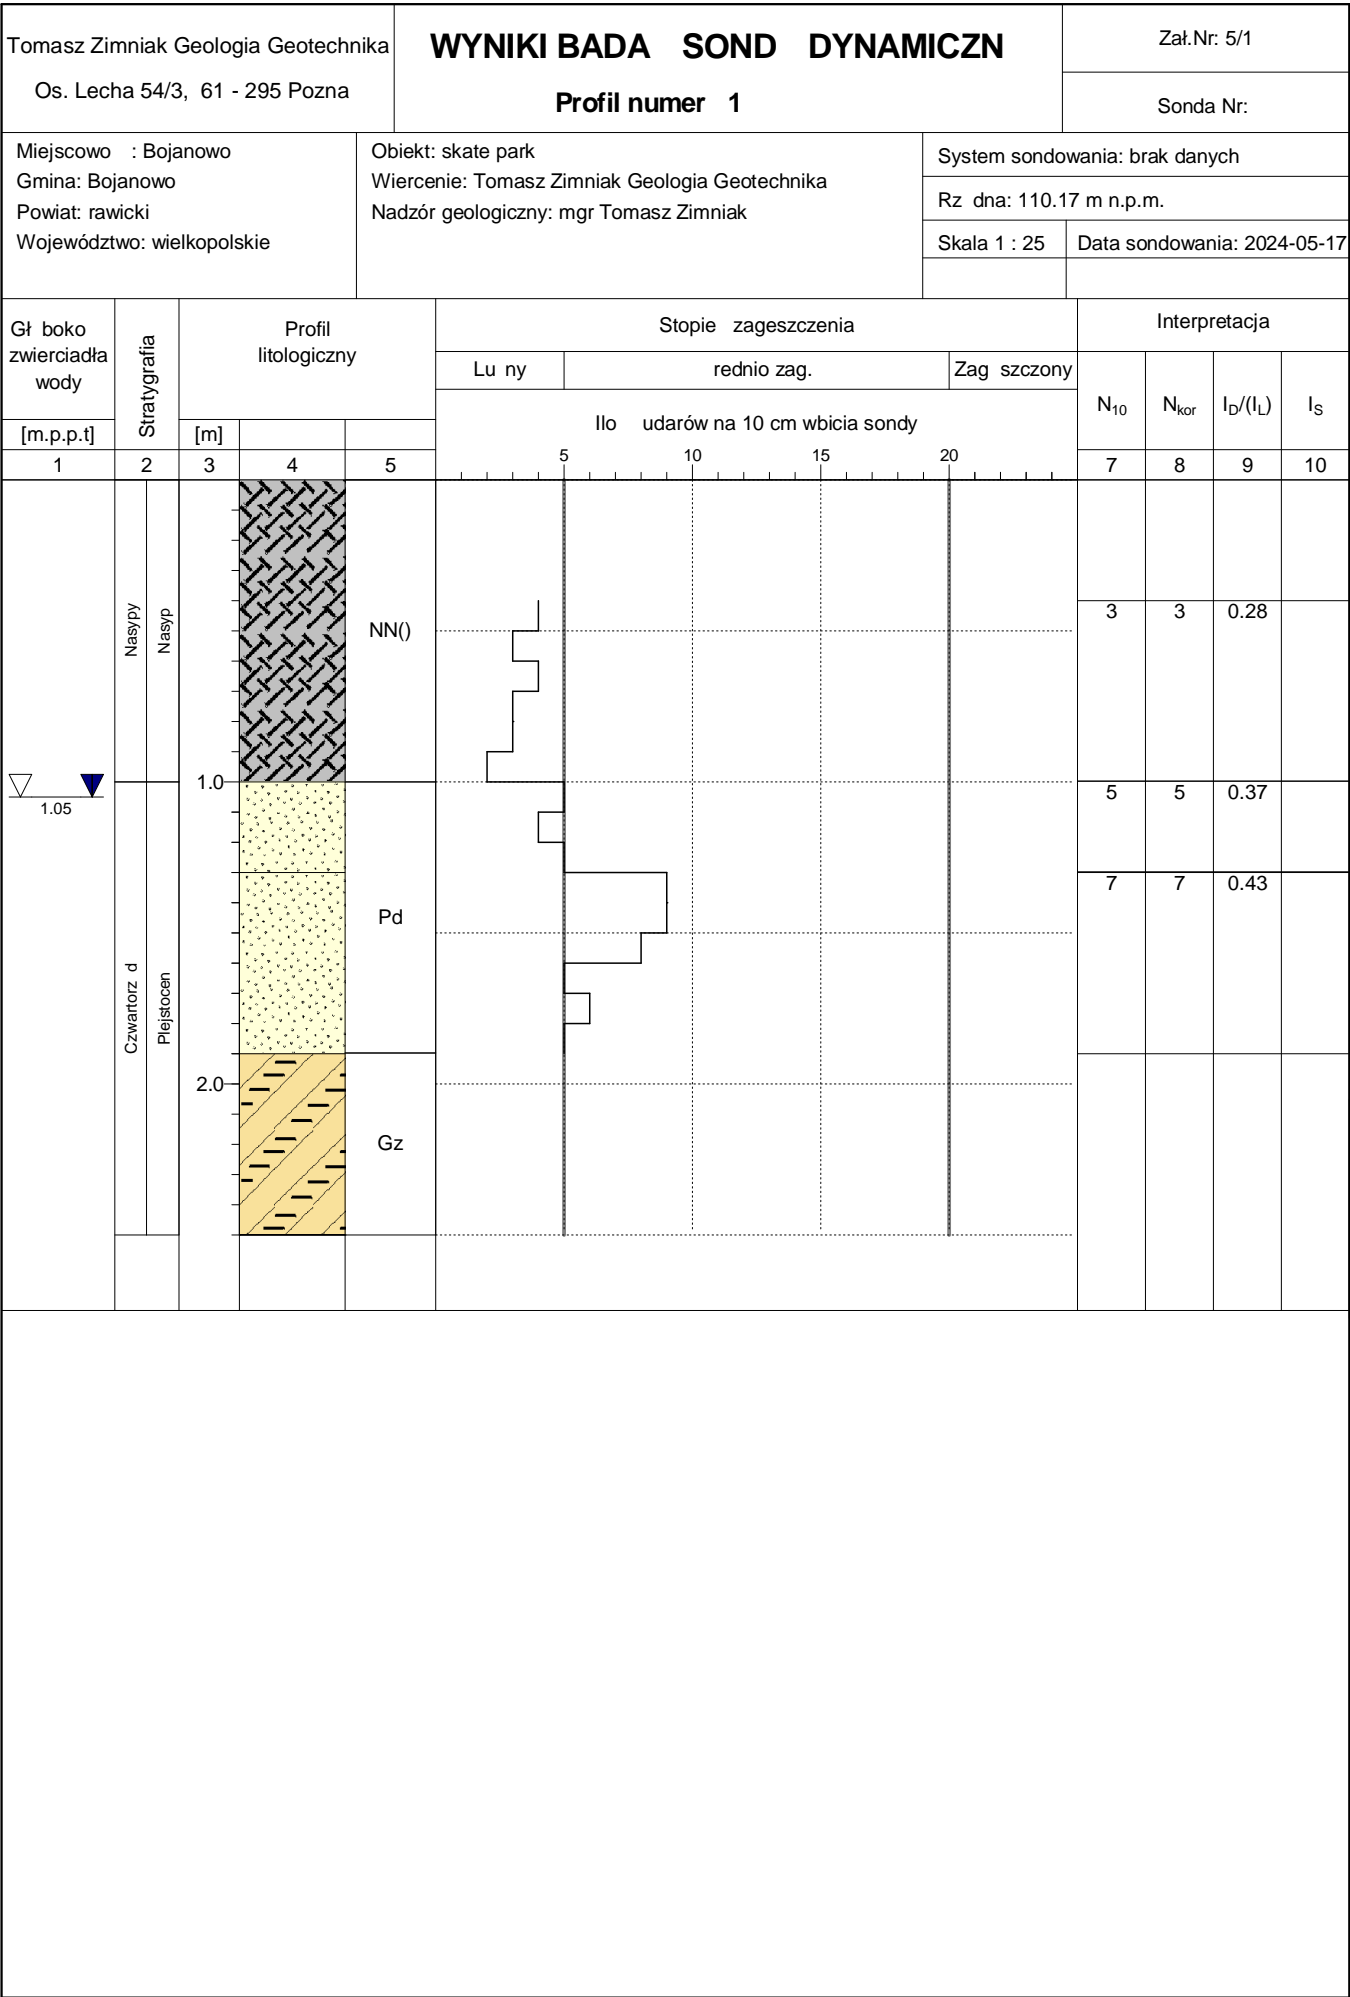 Tomasz Zimniak Geologia Geotechnika
Os. Lecha 54/3, 61 - 295 Pozna
WYNIKI BADA SOND DYNAMICZN
Profil numer 1
Zał.Nr: 5/1
Sonda Nr:
Miejscowo : Bojanowo
Gmina: Bojanowo
Powiat: rawicki
Województwo: wielkopolskie
Obiekt: skate park
Wiercenie: Tomasz Zimniak Geologia Geotechnika
Nadzór geologiczny: mgr Tomasz Zimniak
System sondowania: brak danych
Rz dna: 110.17 m n.p.m.
Skala 1 : 25
Data sondowania: 2024-05-17
Gł boko
zwierciadła
wody
[m.p.p.t]
Stratygrafia
Profil
litologiczny
[m]
Stopie zageszczenia
Lu ny
rednio zag.
Zag szczony
Ilo udarów na 10 cm wbicia sondy
5 10 15 20
Interpretacja
N10 Nkor ID/(IL) IS
1 2 3 4 5 7 8 9 10
Nasypy
Nasyp
NN()
3 3 0.28
1.0
1.05
5 5 0.37
7 7 0.43
Pd
Czwartorz d
Plejstocen
2.0
Gz